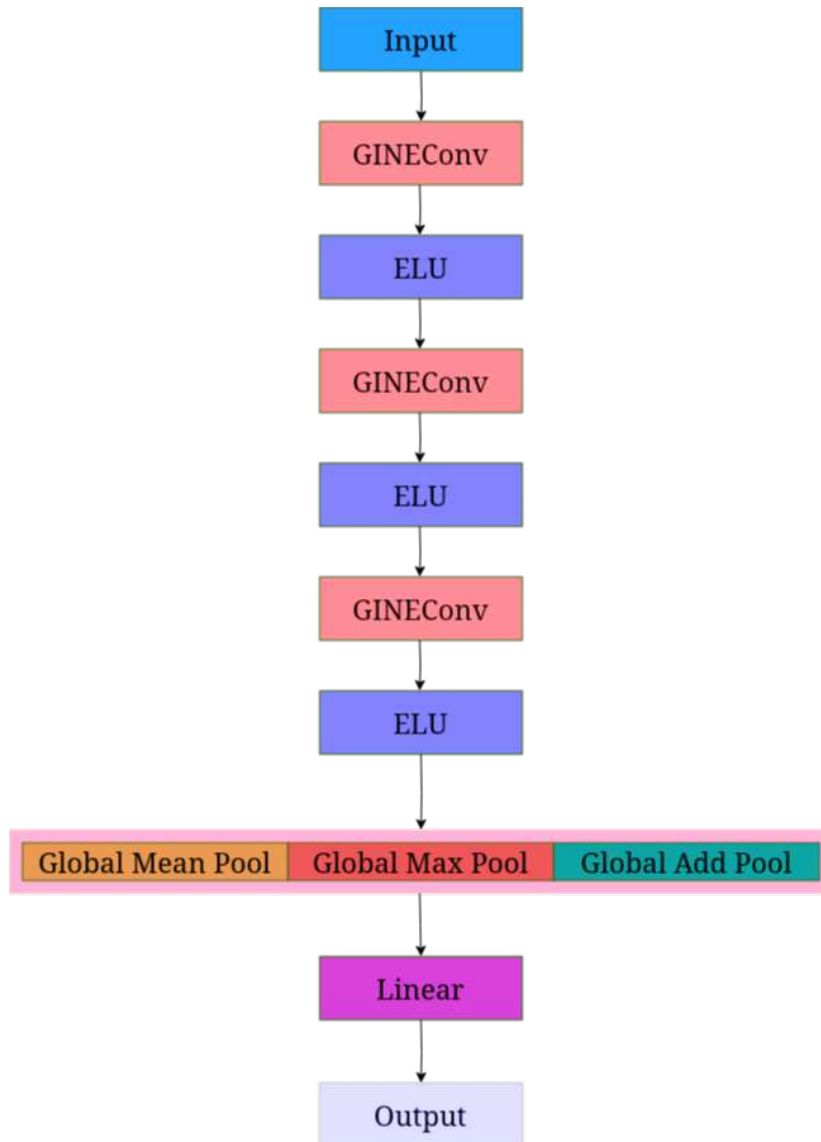 Input
GINEConv
ELU
GINEConv
ELU
GINEConv
ELU
Global Mean Pool Global Max Pool Global Add Pool
Linear
Output